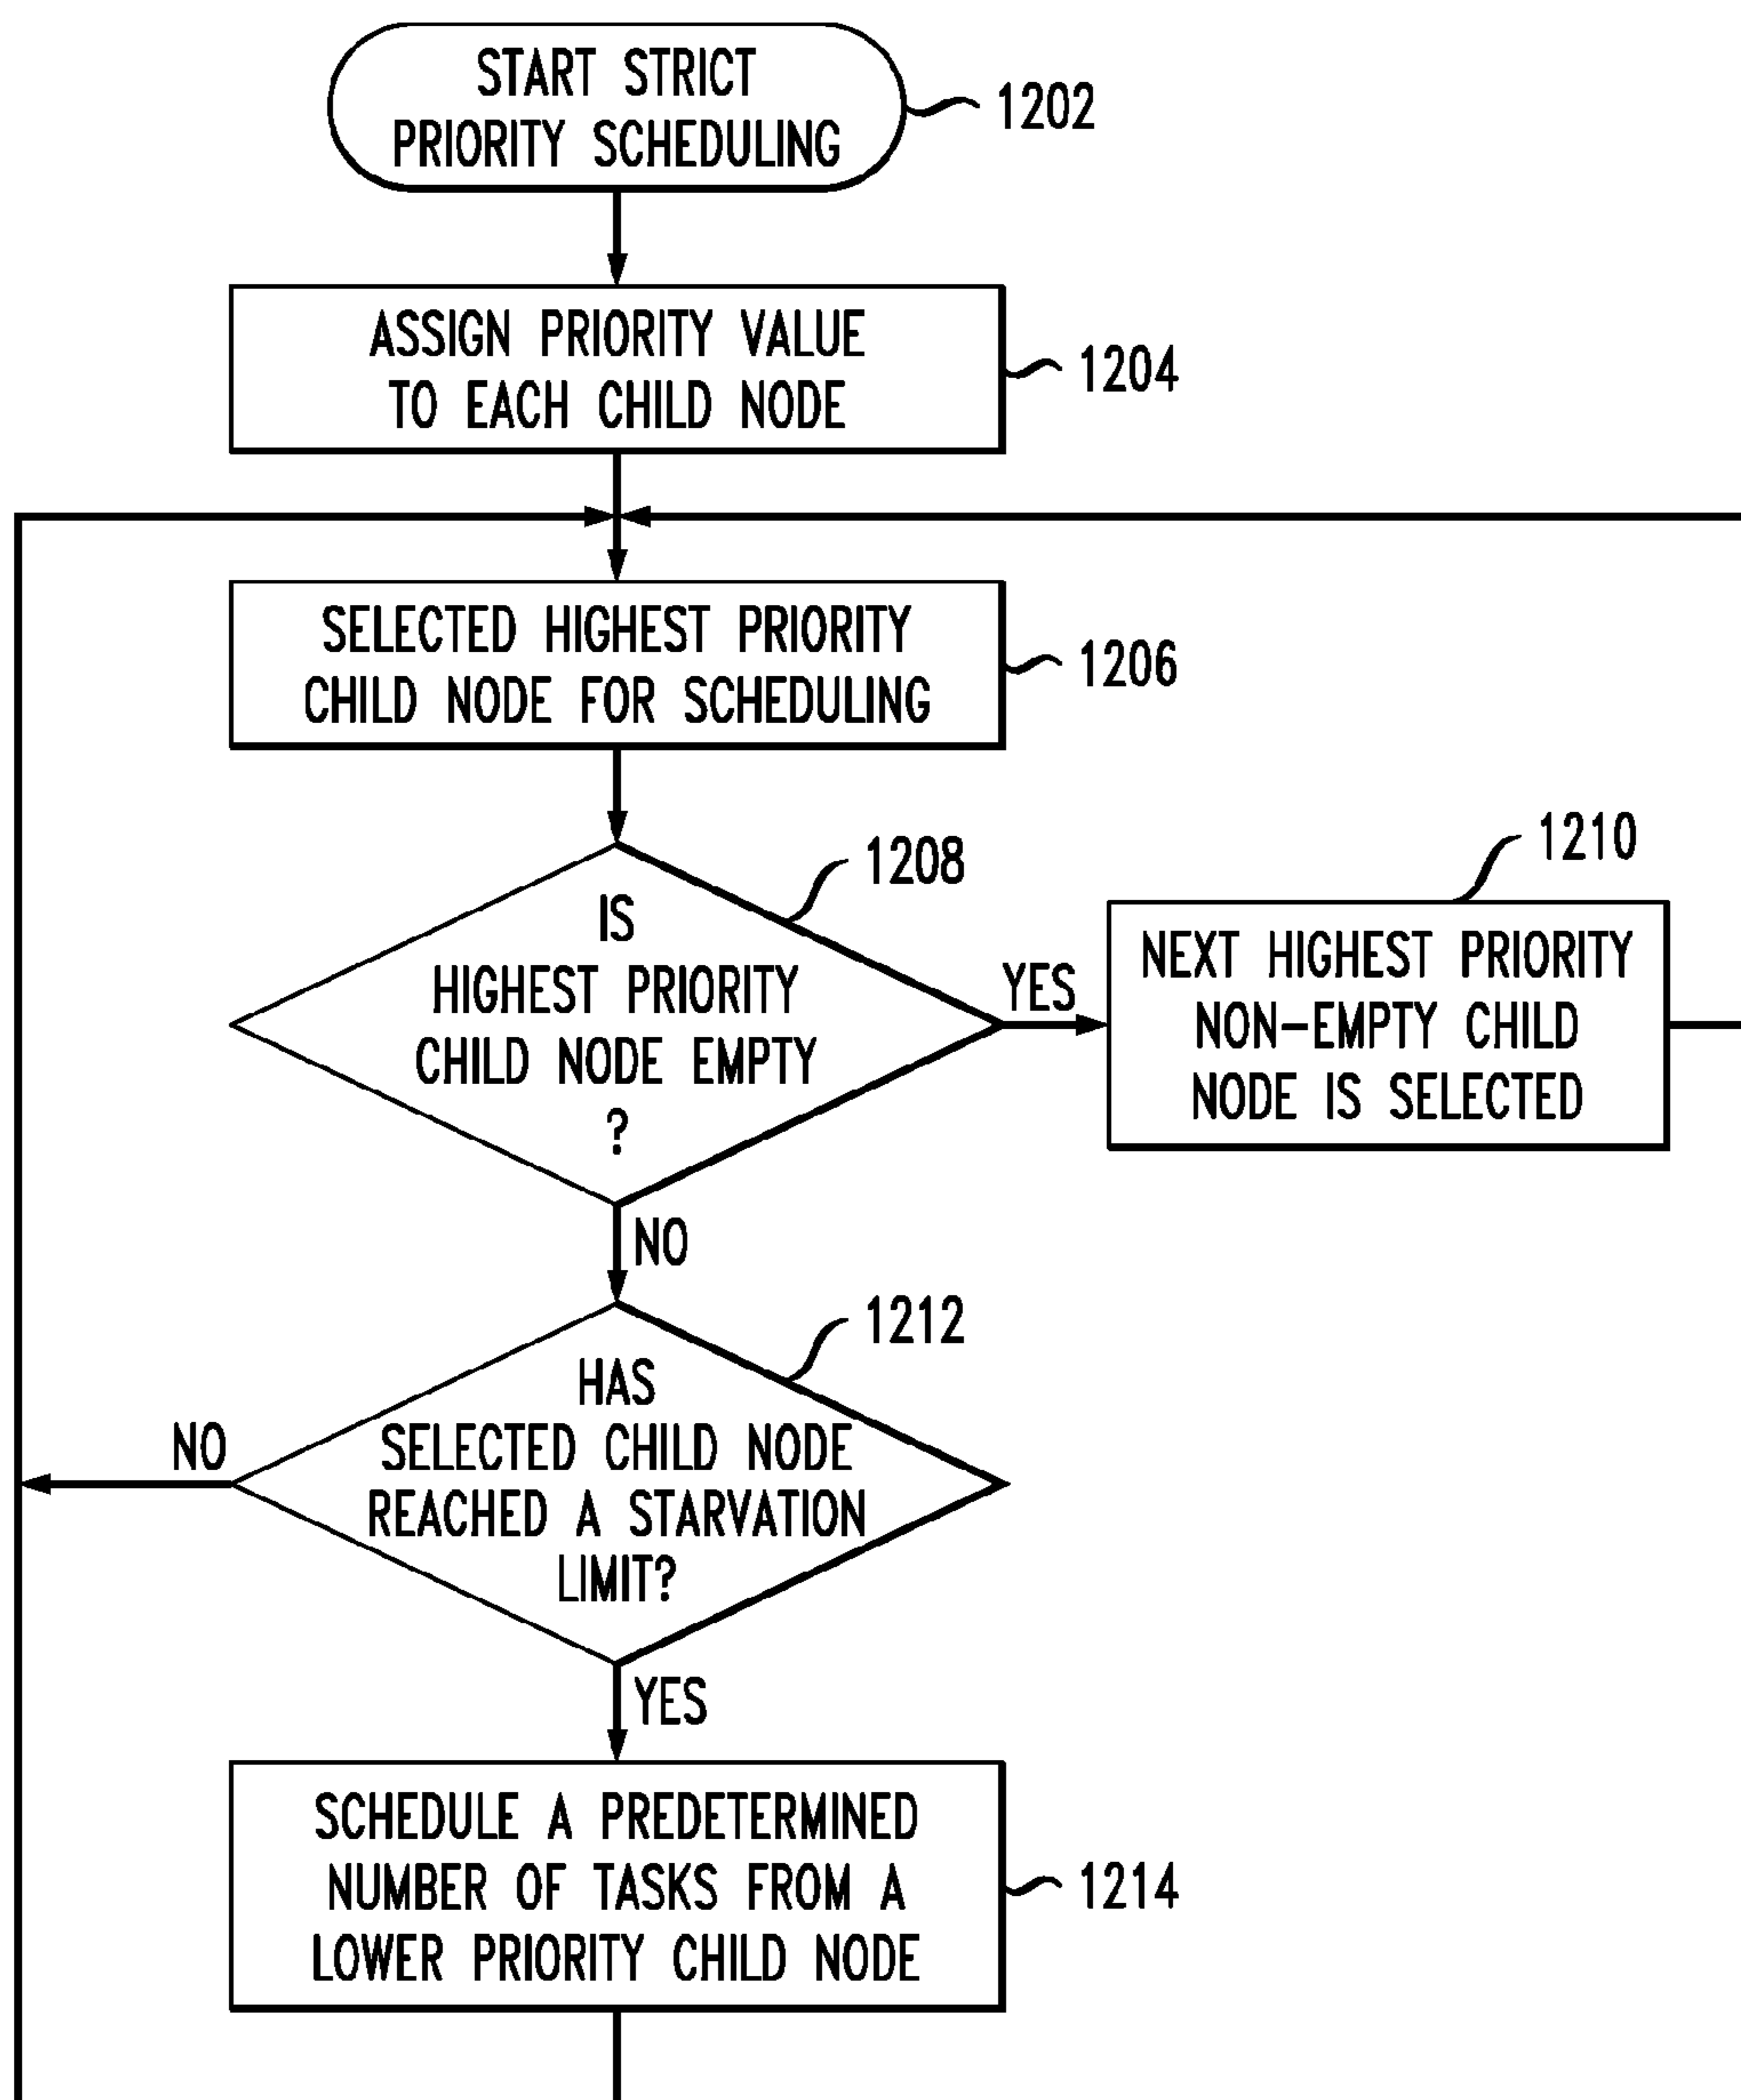 START STRICT
PRIORITY SCHEDULING
1202
ASSIGN PRIORITY VALUE
TO EACH CHILD NODE
1204
SELECTED HIGHEST PRIORITY
CHILD NODE FOR SCHEDULING
1206
IS
HIGHEST PRIORITY
CHILD NODE EMPTY
?
1208
YES
NEXT HIGHEST PRIORITY
NON-EMPTY CHILD
NODE IS SELECTED
1210
NO
HAS
SELECTED CHILD NODE
REACHED A STARVATION
LIMIT?
1212
NO
YES
SCHEDULE A PREDETERMINED
NUMBER OF TASKS FROM A
LOWER PRIORITY CHILD NODE
1214